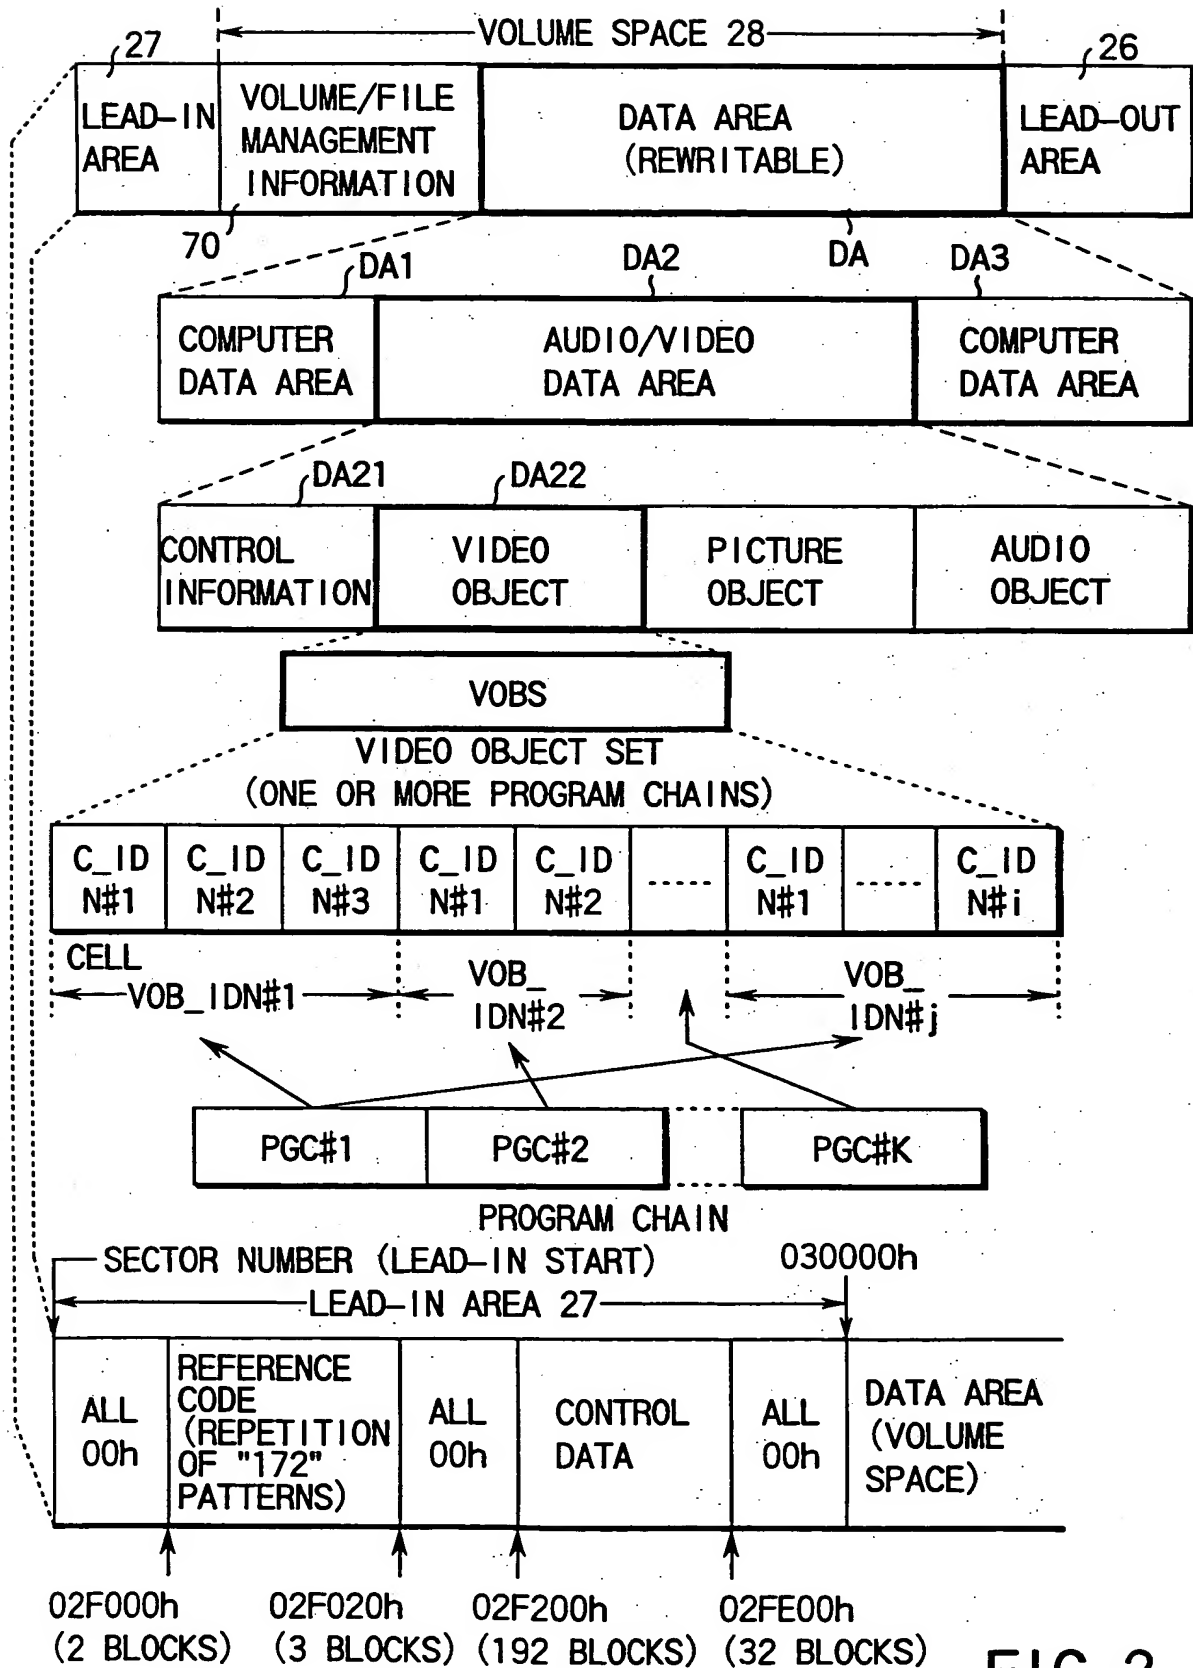 VOLUME SPACE 28
27
26
LEAD-IN
AREA
VOLUME/FILE
MANAGEMENT
INFORMATION
DATA AREA
(REWRITABLE)
LEAD-OUT
AREA
70
DA
DA1
DA2
DA3
COMPUTER
DATA AREA
AUDIO/VIDEO
DATA AREA
COMPUTER
DATA AREA
DA21
DA22
CONTROL
INFORMATION
VIDEO
OBJECT
PICTURE
OBJECT
AUDIO
OBJECT
VOBS
VIDEO OBJECT SET
(ONE OR MORE PROGRAM CHAINS)
C_ID
N#1
C_ID
N#2
C_ID
N#3
C_ID
N#1
C_ID
N#2
C_ID
N#1
C_ID
N#i
CELL
VOB_IDN#1
VOB_
IDN#2
VOB_
IDN#j
PGC#1
PGC#2
PGC#K
PROGRAM CHAIN
SECTOR NUMBER (LEAD-IN START)
030000h
LEAD-IN AREA 27
ALL
00h
REFERENCE
CODE
(REPETITION
OF "172"
PATTERNS)
ALL
00h
CONTROL
DATA
ALL
00h
DATA AREA
(VOLUME
SPACE)
02F000h
(2 BLOCKS)
02F020h
(3 BLOCKS)
02F200h
(192 BLOCKS)
02FE00h
(32 BLOCKS)
FIG. 2